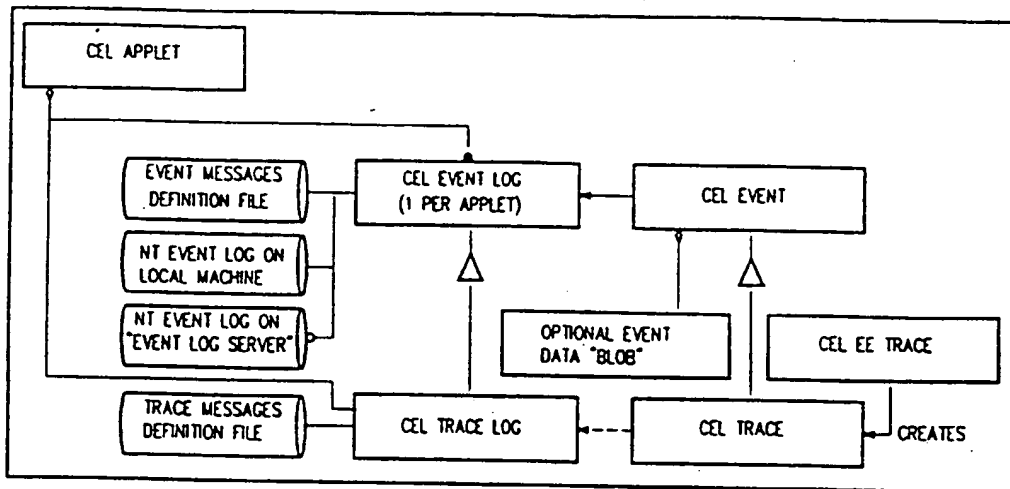 CEL APPLET
EVENT MESSAGES
DEFINITION FILE
CEL EVENT LOG
(1 PER APPLET)
CEL EVENT
NT EVENT LOG ON
LOCAL MACHINE
NT EVENT LOG ON
"EVENT LOG SERVER"
OPTIONAL EVENT
DATA "BLOB"
CEL EE TRACE
TRACE MESSAGES
DEFINITION FILE
CEL TRACE LOG
CEL TRACE
CREATES